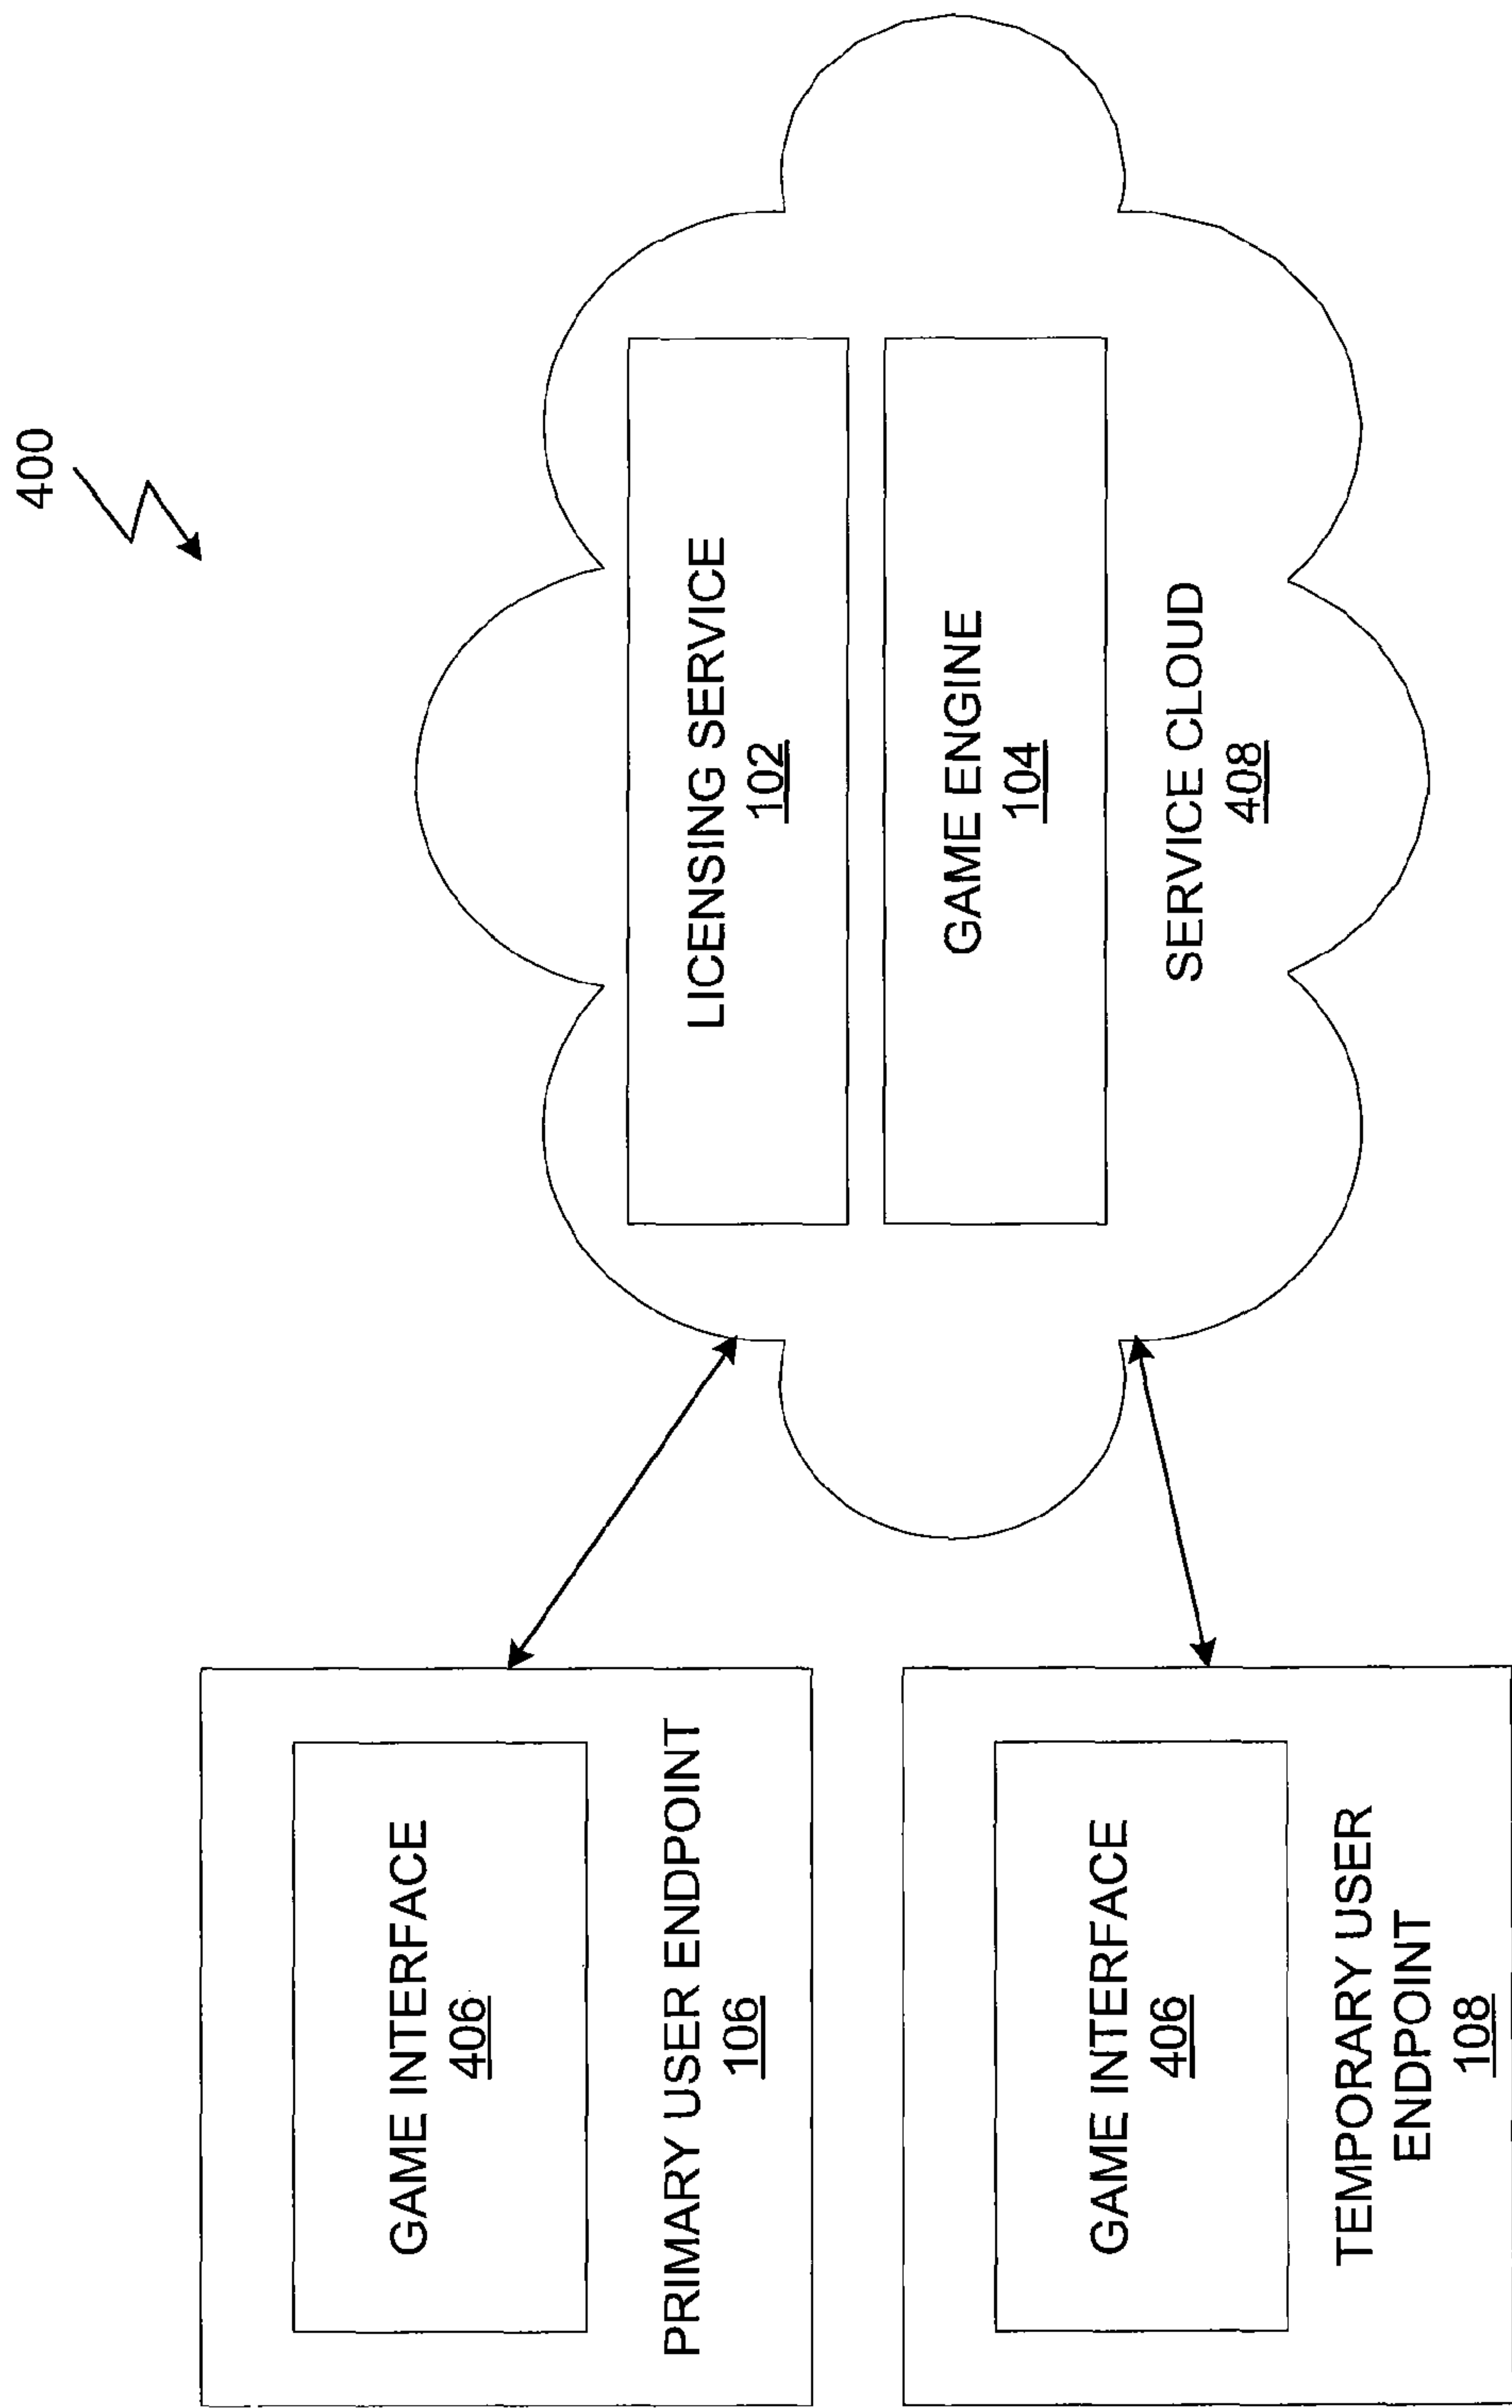 400
GAME INTERFACE
406
PRIMARY USER ENDPOINT
106
GAME INTERFACE
406
TEMPORARY USER
ENDPOINT
108
LICENSING SERVICE
102
GAME ENGINE
104
SERVICE CLOUD
408